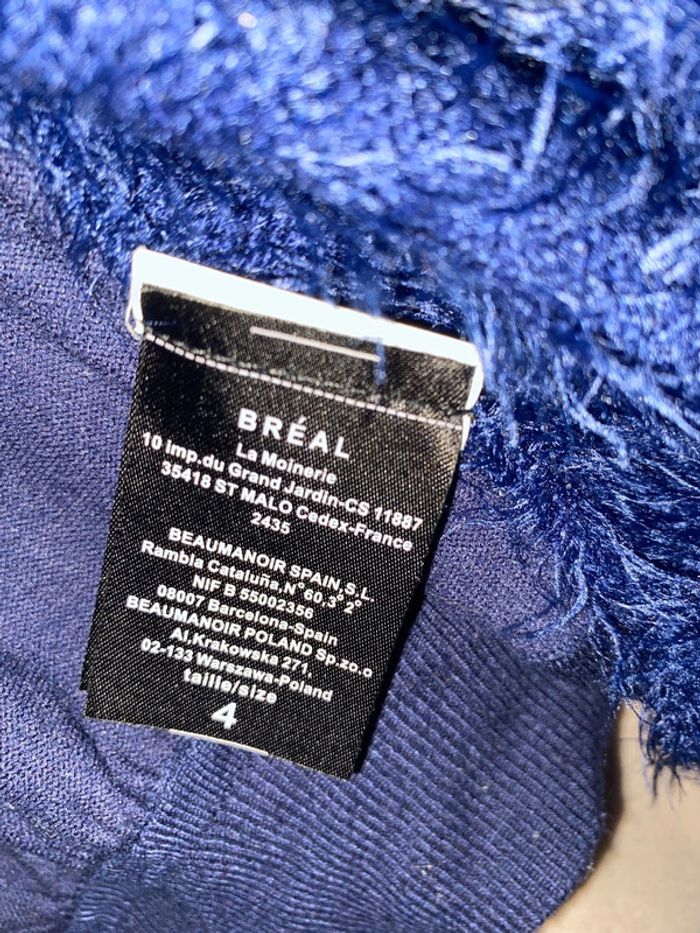 BRÉAL
La Moinerie
10 imp.du Grand Jardin-CS 11887
35418 ST MALO Cedex-France
2435
BEAUMANOIR SPAIN,S.L.
Rambla Cataluña,N° 60,3° 2°
NIF B 55002356
08007 Barcelona-Spain
BEAUMANOIR POLAND Sp.zo.o
Al.Krakowska 271,
02-133 Warszawa-Poland
taille/size
4